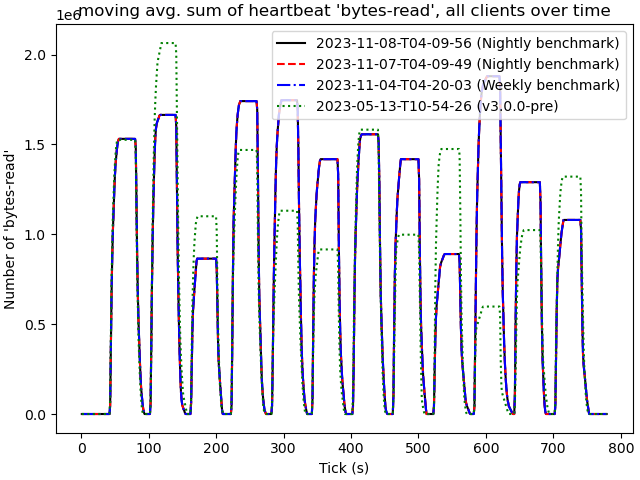 moving avg. sum of heartbeat 'bytes-read', all clients over time
1e6
2023-11-08-T04-09-56 (Nightly benchmark)
2023-11-07-T04-09-49 (Nightly benchmark)
2023-11-04-T04-20-03 (Weekly benchmark)
2023-05-13-T10-54-26 (v3.0.0-pre)
Number of 'bytes-read'
2.0
1.5
1.0
0.5
0.0
0 100 200 300 400 500 600 700 800
Tick (s)